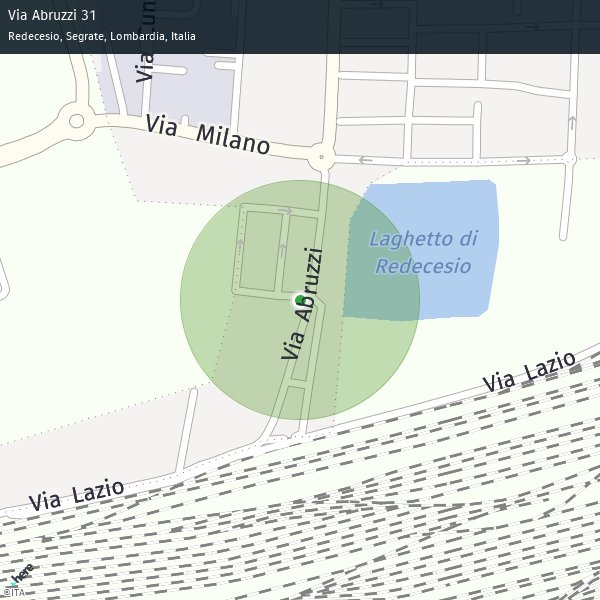 Via Abruzzi 31
Redecesio, Segrate, Lombardia, Italia
Via
Via Milano
Laghetto di
Redecesio
Via Abruzzi
Via Lazio
Via Lazio
here
©ITA